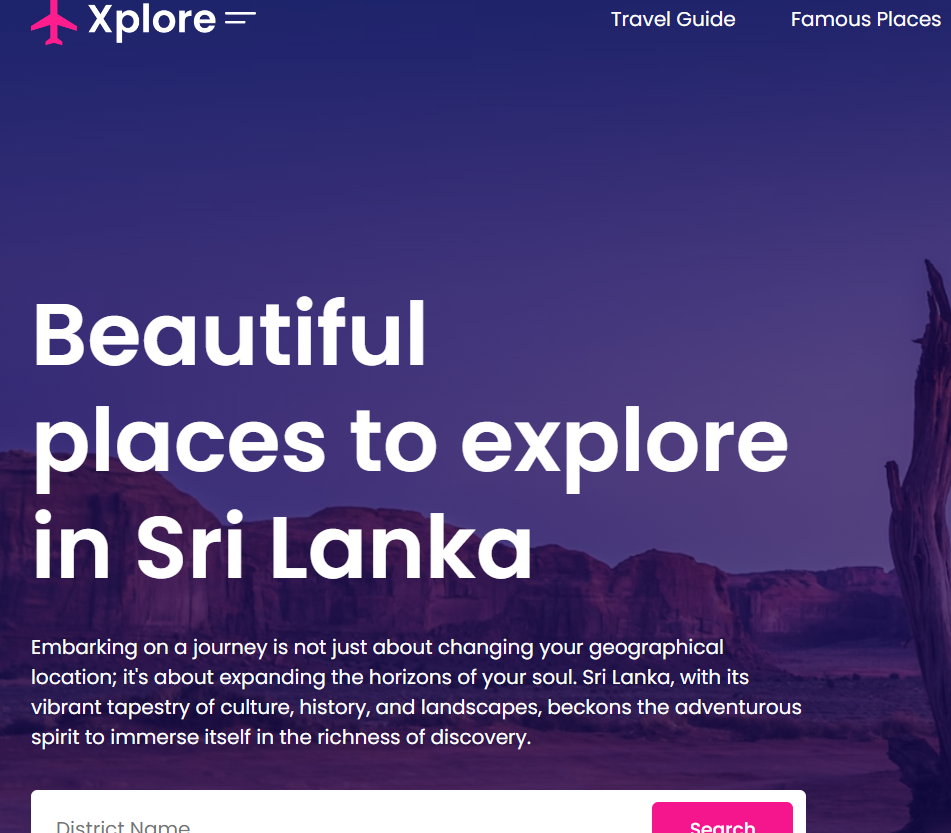 Xplore
Travel Guide
Famous Places
Beautiful
places to explore
in Sri Lanka
Embarking on a journey is not just about changing your geographical
location; it's about expanding the horizons of your soul. Sri Lanka, with its
vibrant tapestry of culture, history, and landscapes, beckons the adventurous
spirit to immerse itself in the richness of discovery.
District Name
Search